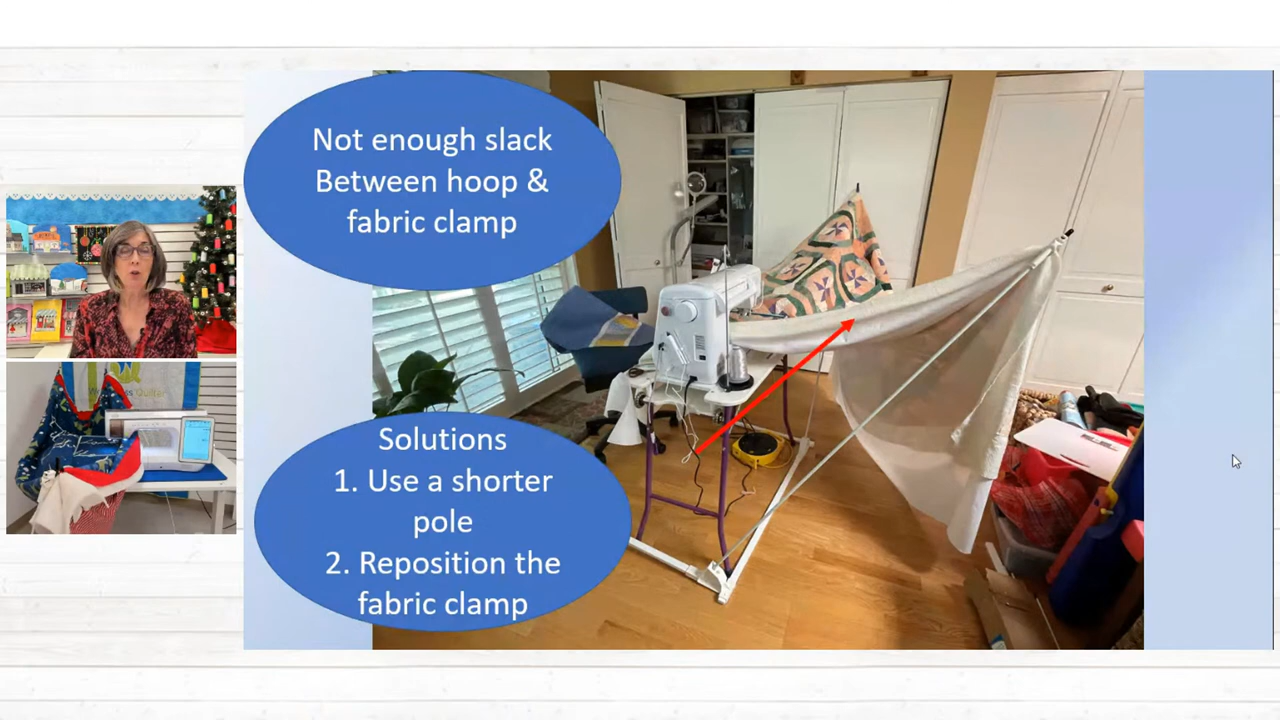 Not enough slack
Between hoop &
fabric clamp
Solutions
1. Use a shorter
pole
2. Reposition the
fabric clamp